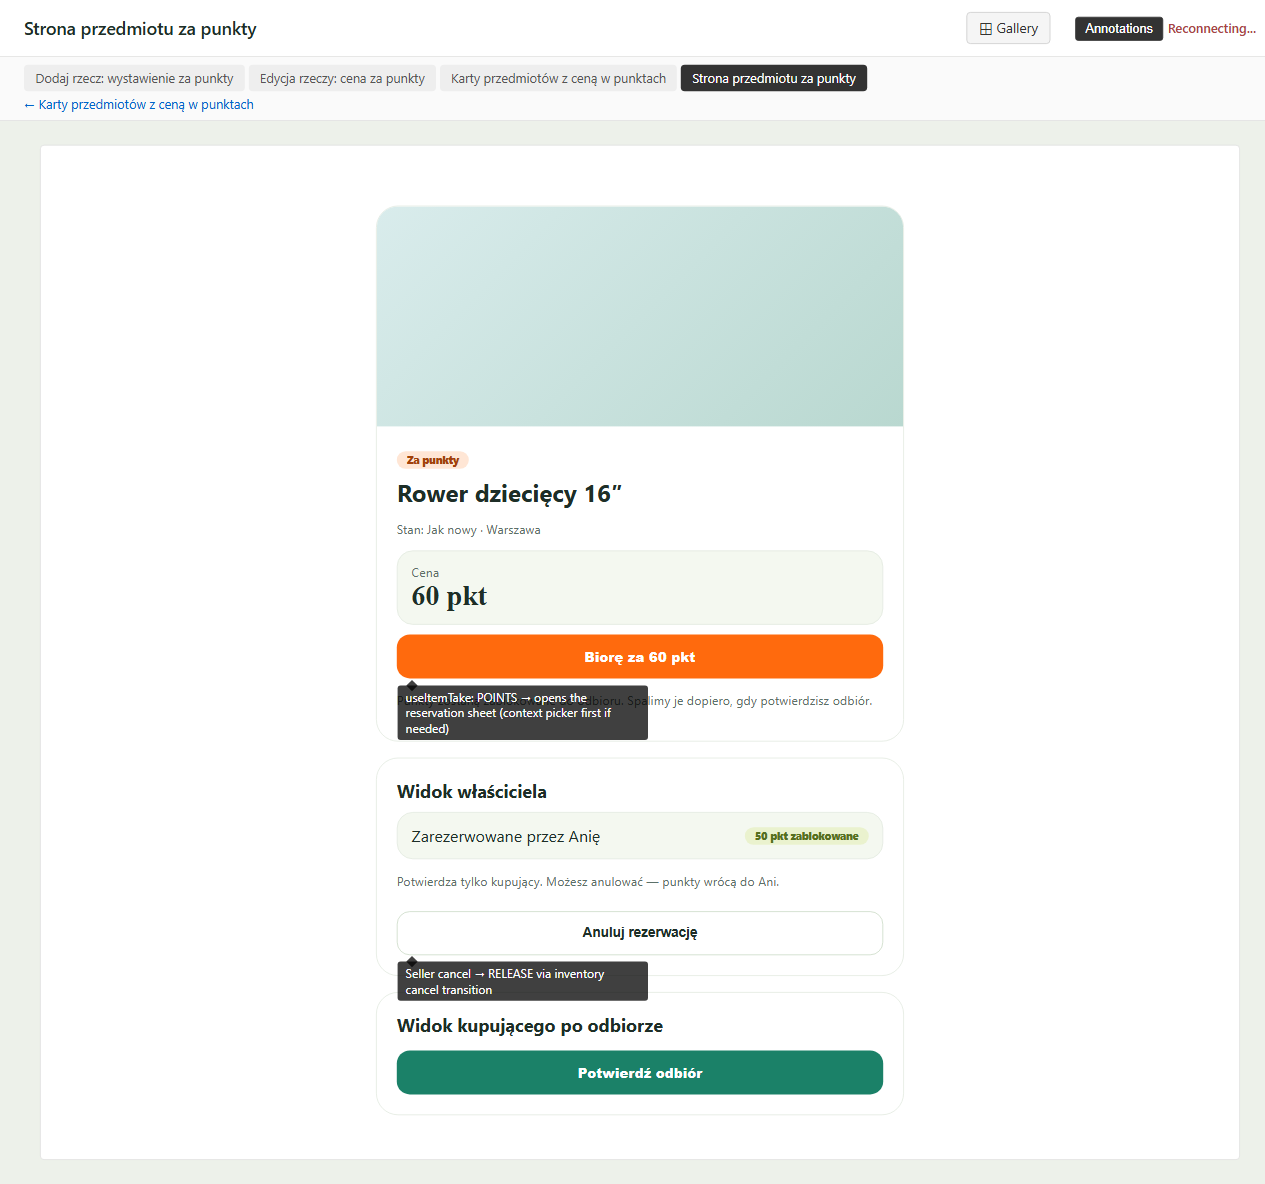 Strona przedmiotu za punkty
Gallery
Annotations
Reconnecting...
Dodaj rzecz: wystawienie za punkty
Edycja rzeczy: cena za punkty
Karty przedmiotów z ceną w punktach
Strona przedmiotu za punkty
← Karty przedmiotów z ceną w punktach
Za punkty
Rower dziecięcy 16″
Stan: Jak nowy · Warszawa
Cena
60 pkt
Biorę za 60 pkt
odbioru. Spalimy je dopiero, gdy potwierdzisz odbiór.
useItemTake: POINTS → opens the
reservation sheet (context picker first if
needed)
Widok właściciela
Zarezerwowane przez Anię
50 pkt zablokowane
Potwierdza tylko kupujący. Możesz anulować — punkty wrócą do Ani.
Anuluj rezerwację
Seller cancel → RELEASE via inventory
cancel transition
Widok kupującego po odbiorze
Potwierdź odbiór